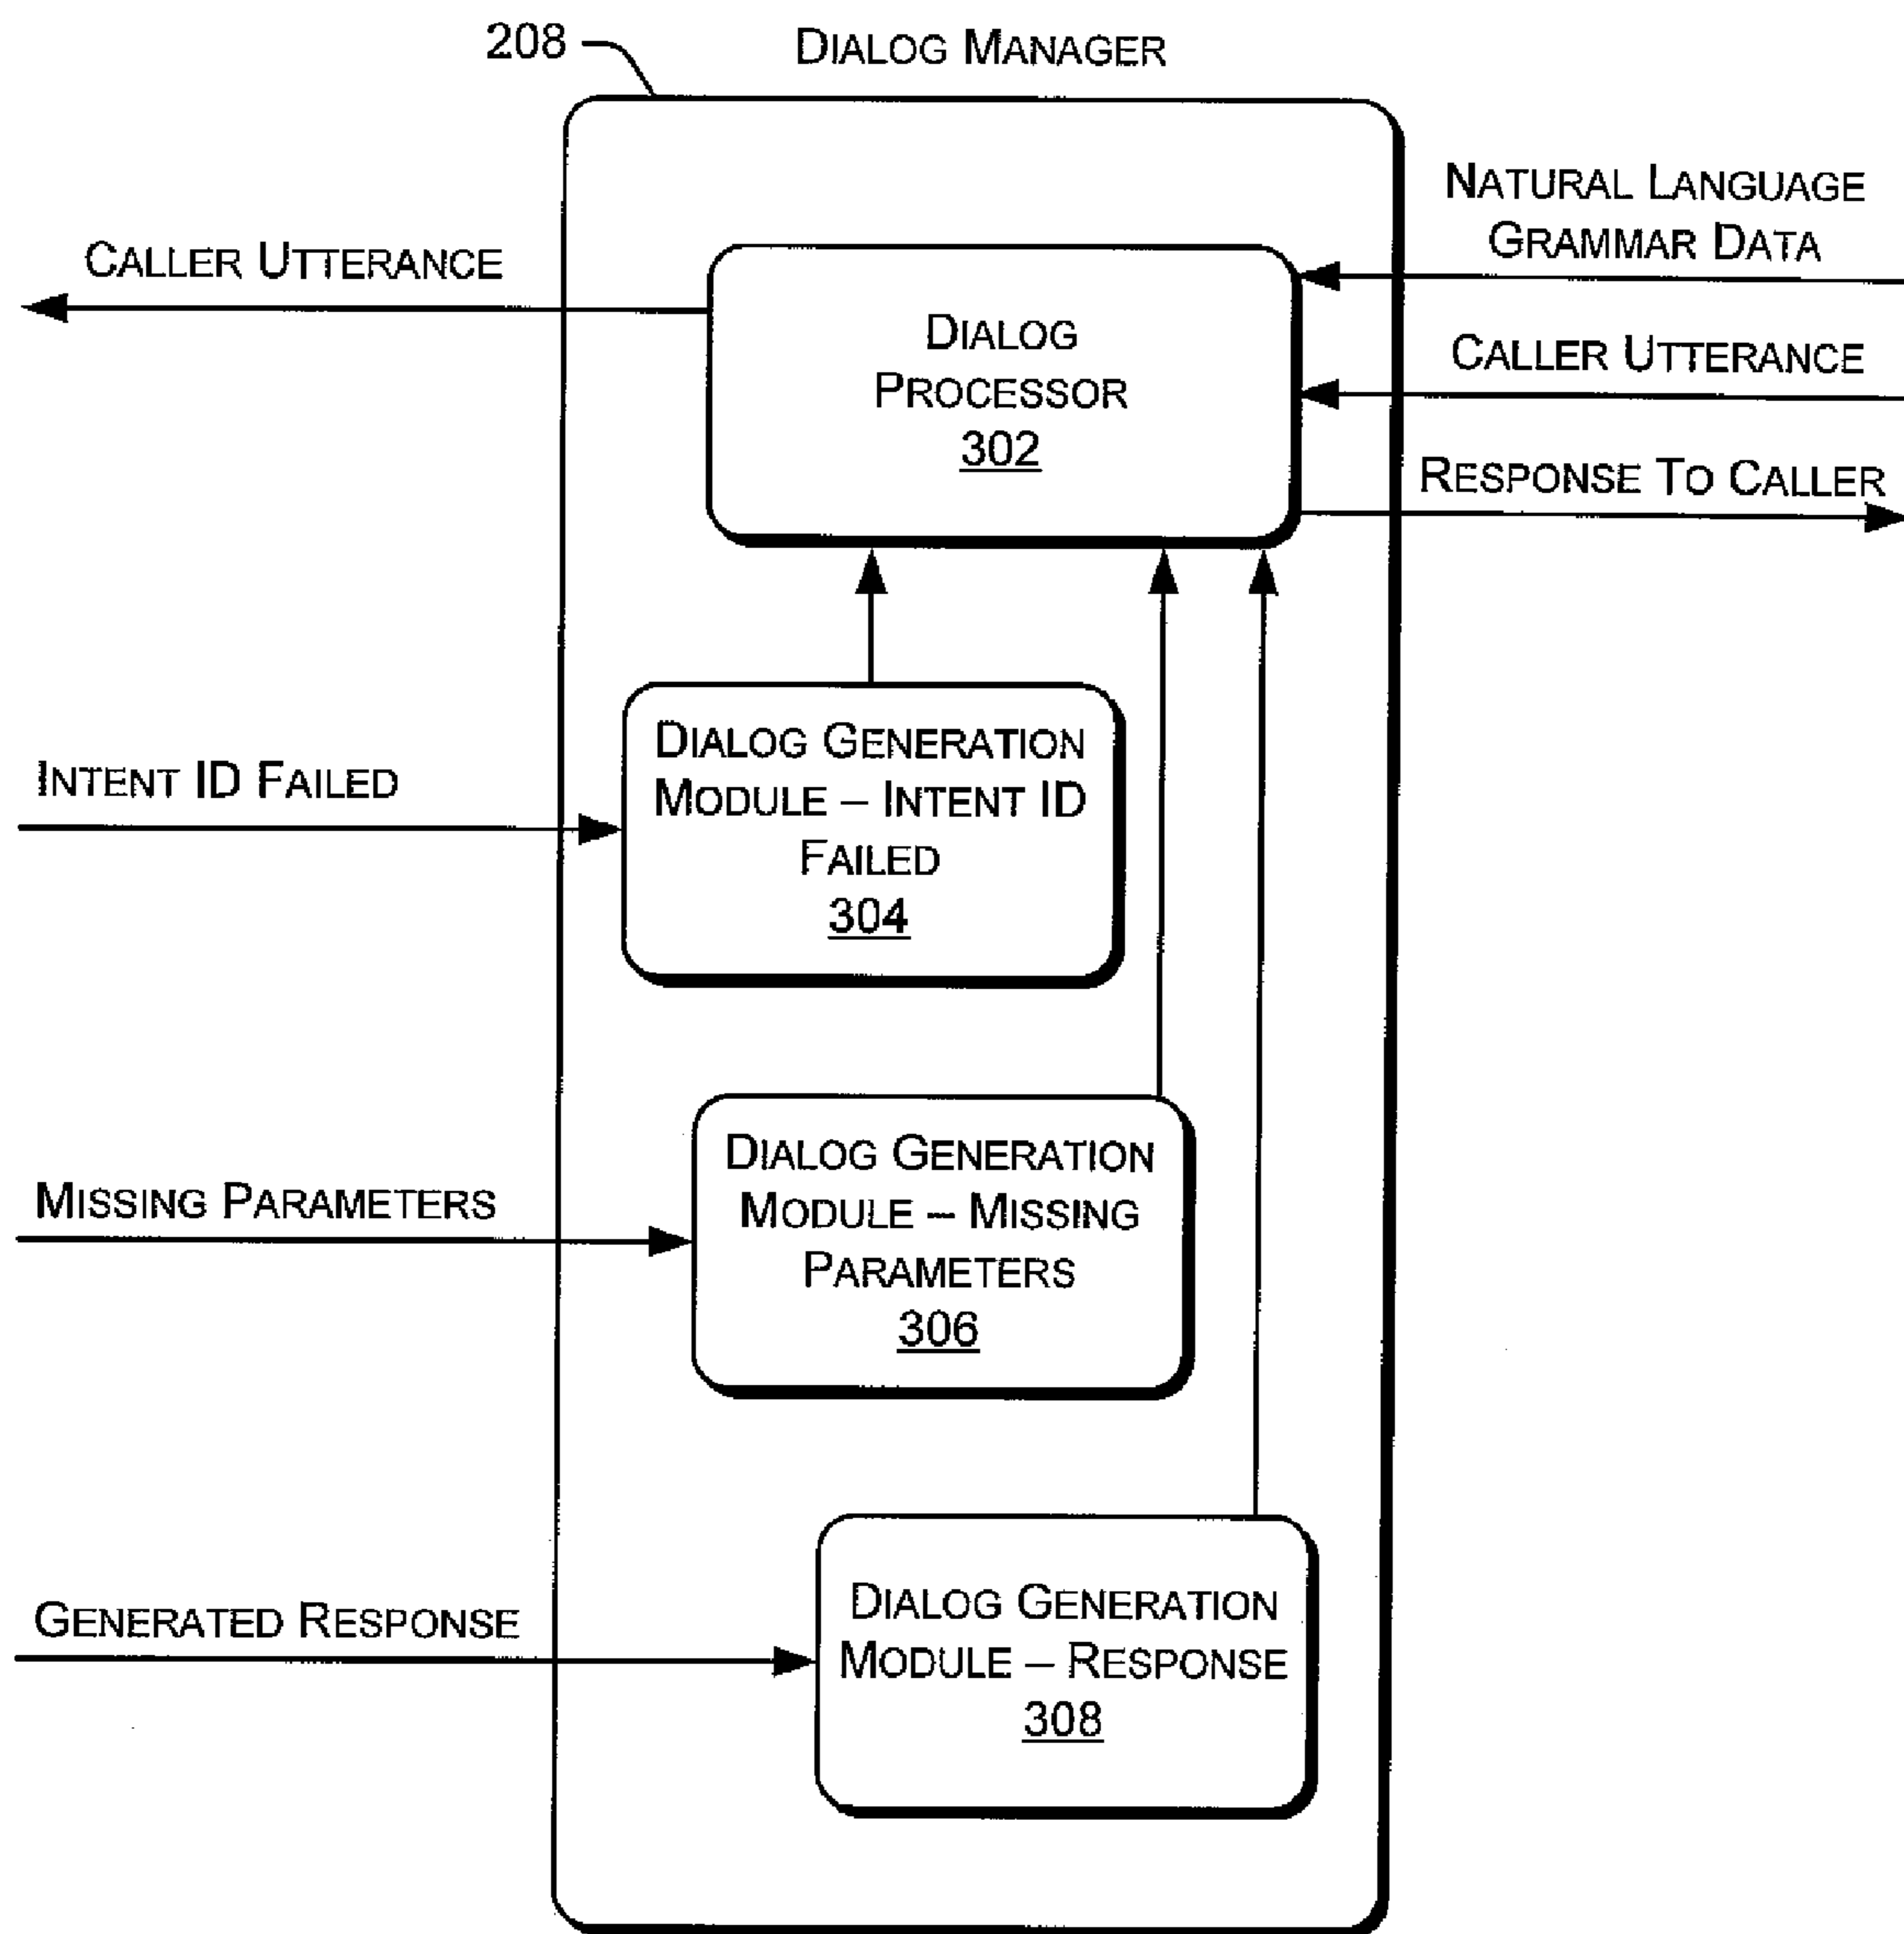 208
DIALOG MANAGER
NATURAL LANGUAGE
GRAMMAR DATA
CALLER UTTERANCE
DIALOG
PROCESSOR
302
CALLER UTTERANCE
RESPONSE TO CALLER
INTENT ID FAILED
DIALOG GENERATION
MODULE – INTENT ID
FAILED
304
MISSING PARAMETERS
DIALOG GENERATION
MODULE – MISSING
PARAMETERS
306
GENERATED RESPONSE
DIALOG GENERATION
MODULE – RESPONSE
308